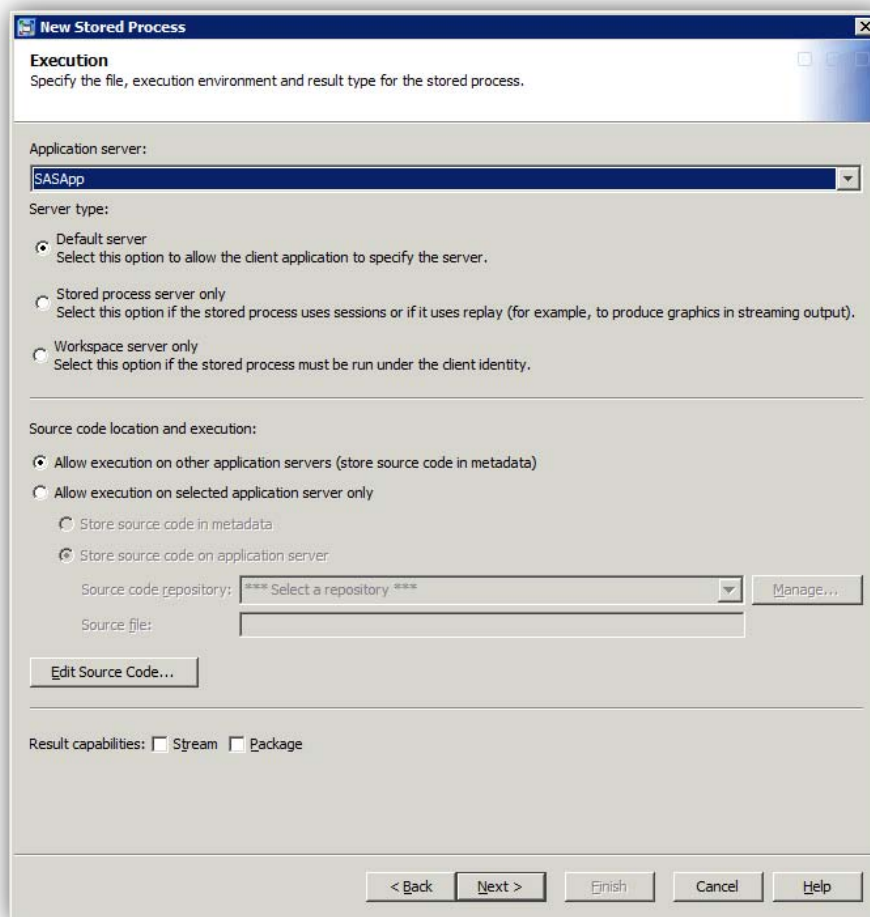 New Stored Process
Execution
Specify the file, execution environment and result type for the stored process.
Application server:
SASApp
Server type:
Default server
Select this option to allow the client application to specify the server.
Stored process server only
Select this option if the stored process uses sessions or if it uses replay (for example, to produce graphics in streaming output).
Workspace server only
Select this option if the stored process must be run under the client identity.
Source code location and execution:
Allow execution on other application servers (store source code in metadata)
Allow execution on selected application server only
Store source code in metadata
Store source code on application server
Source code repository: *** Select a repository *** Manage...
Source file:
Edit Source Code...
Result capabilities: Stream Package
< Back Next > Finish Cancel Help